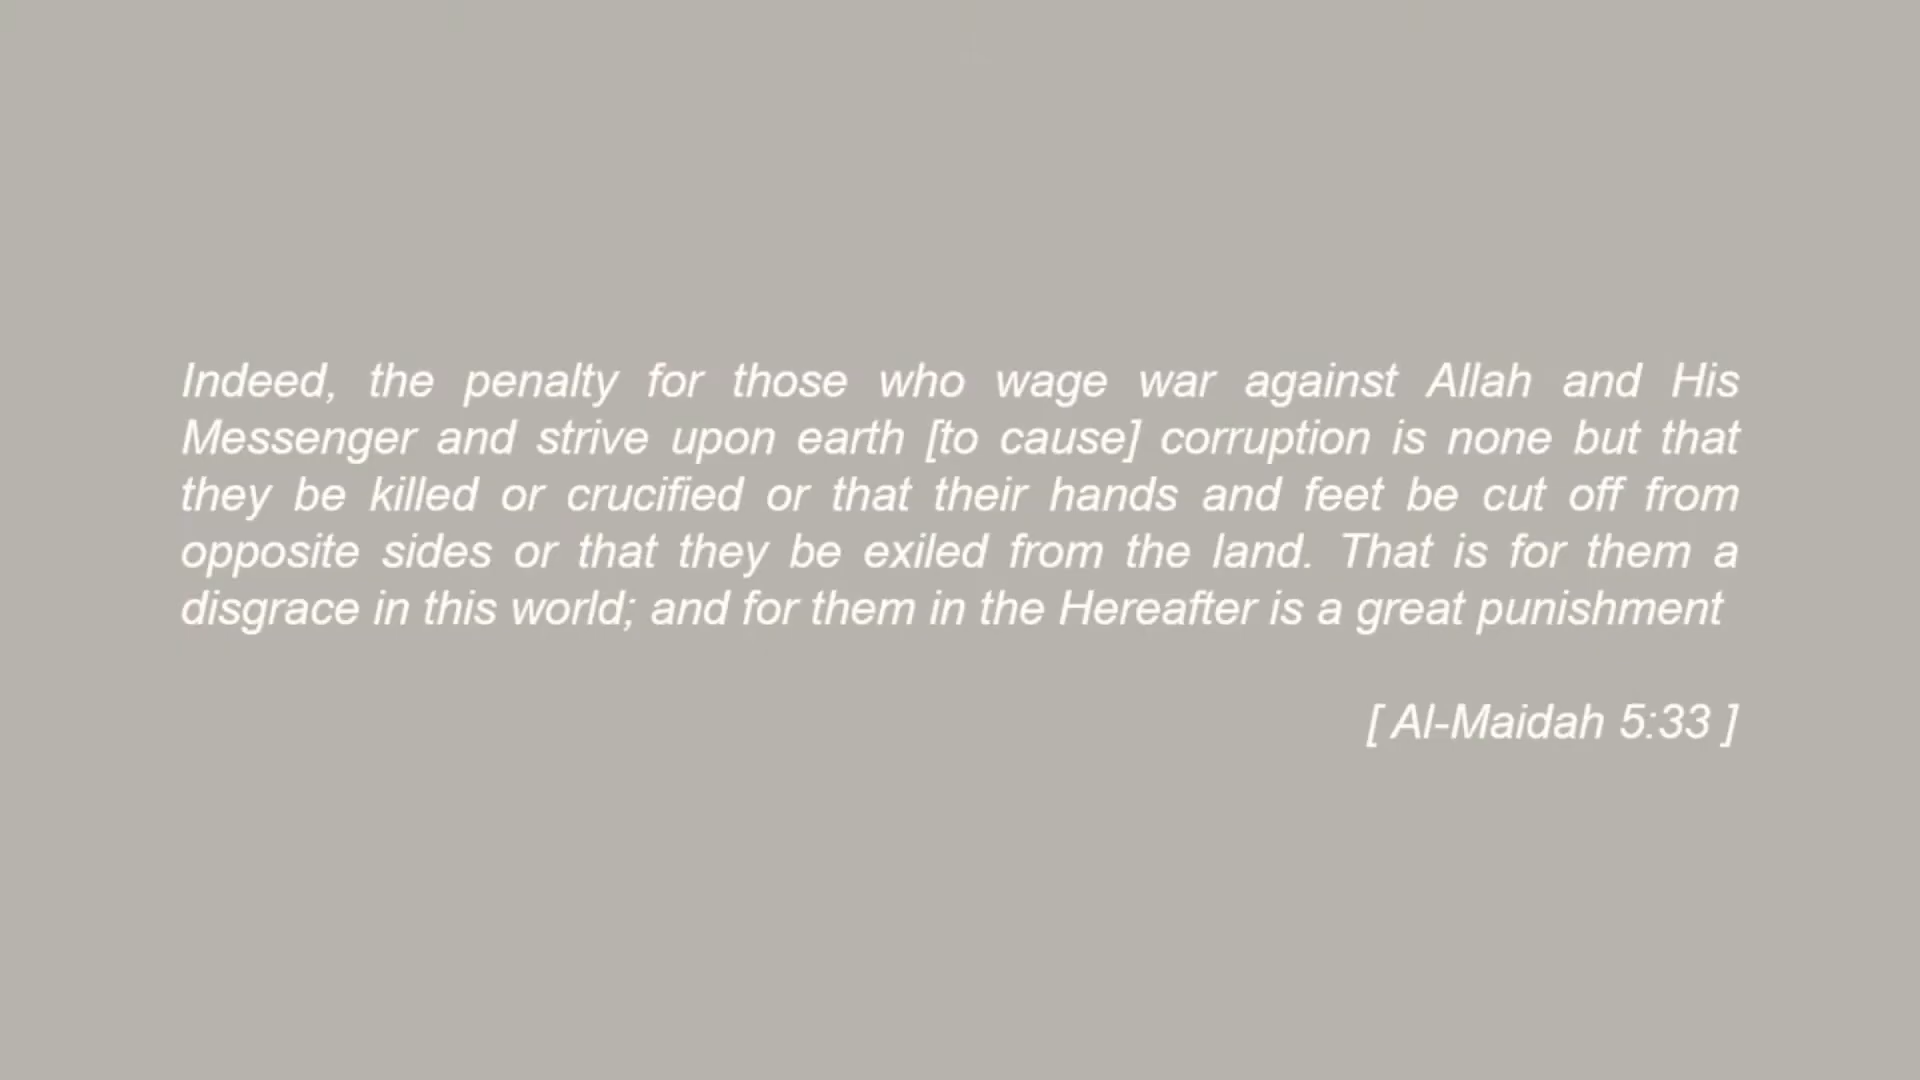 Indeed, the penalty for those who wage war against Allah and His
Messenger and strive upon earth [to cause] corruption is none but that
they be killed or crucified or that their hands and feet be cut off from
opposite sides or that they be exiled from the land. That is for them a
disgrace in this world; and for them in the Hereafter is a great punishment
[ Al-Maidah 5:33 ]